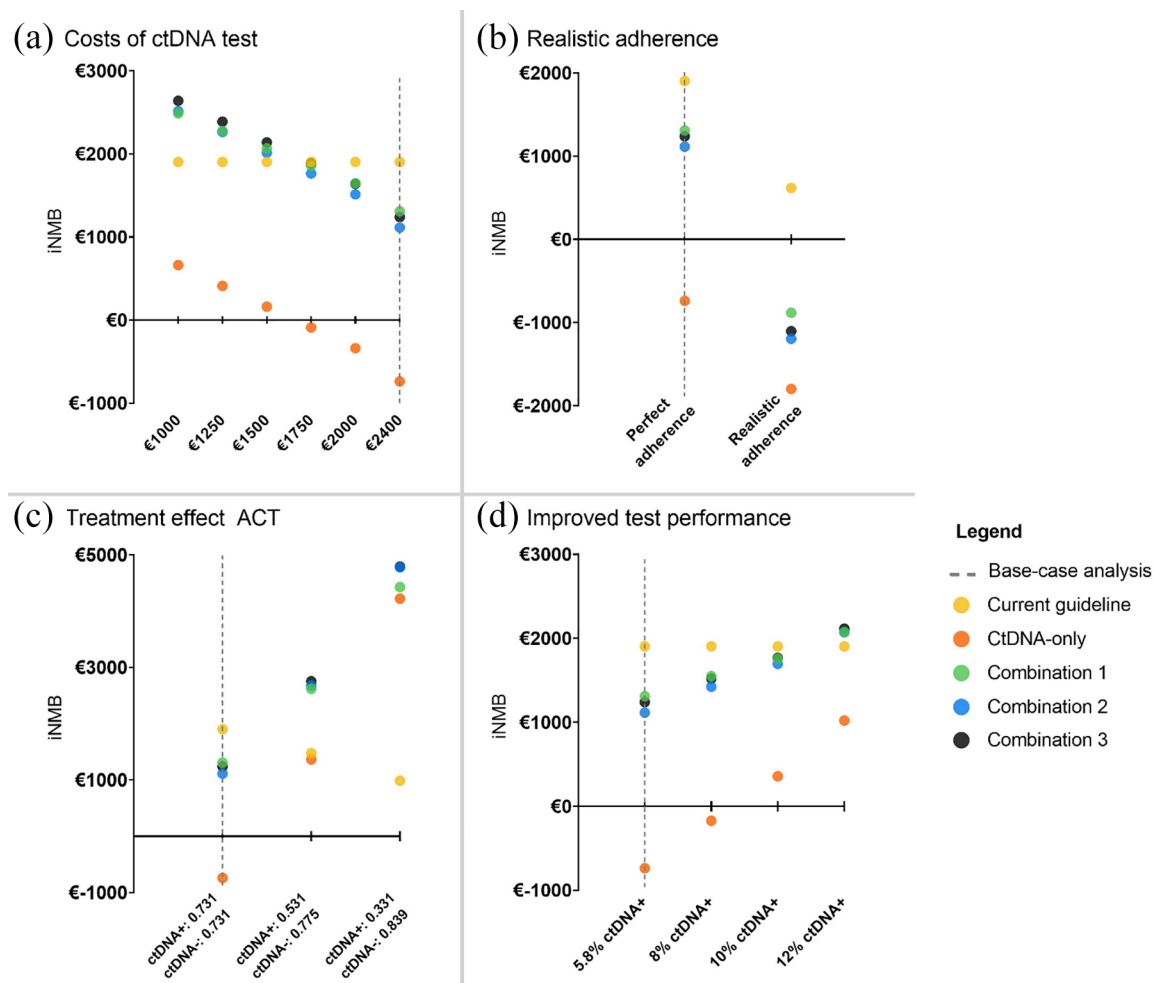 (a) Costs of ctDNA test
€3000
€2000
€1000
€0
€-1000
iNMB
€1000
€1250
€1500
€1750
€2000
€2400
(b) Realistic adherence
€2000
€1000
€0
€-1000
€-2000
iNMB
Perfect
adherence
Realistic
adherence
(c) Treatment effect ACT
€5000
€3000
€1000
€-1000
iNMB
ctDNA+: 0.731
ctDNA-: 0.731
ctDNA+: 0.531
ctDNA-: 0.775
ctDNA+: 0.331
ctDNA-: 0.839
(d) Improved test performance
€3000
€2000
€1000
€0
€-1000
iNMB
5.8% ctDNA+
8% ctDNA+
10% ctDNA+
12% ctDNA+
Legend
Base-case analysis
Current guideline
CtDNA-only
Combination 1
Combination 2
Combination 3